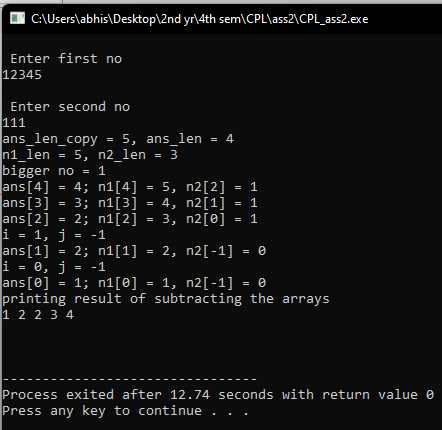 C:\Users\abhis\Desktop\2nd yr\4th sem\CPL\ass2\CPL_ass2.exe
Enter first no
12345
Enter second no
111
ans_len_copy = 5, ans_len = 4
n1_len = 5, n2_len = 3
bigger no = 1
ans[4] = 4; n1[4] = 5, n2[2] = 1
ans[3] = 3; n1[3] = 4, n2[1] = 1
ans[2] = 2; n1[2] = 3, n2[0] = 1
i = 1, j = -1
ans[1] = 2; n1[1] = 2, n2[-1] = 0
i = 0, j = -1
ans[0] = 1; n1[0] = 1, n2[-1] = 0
printing result of subtracting the arrays
1 2 2 3 4
--------------------------------
Process exited after 12.74 seconds with return value 0
Press any key to continue . . .